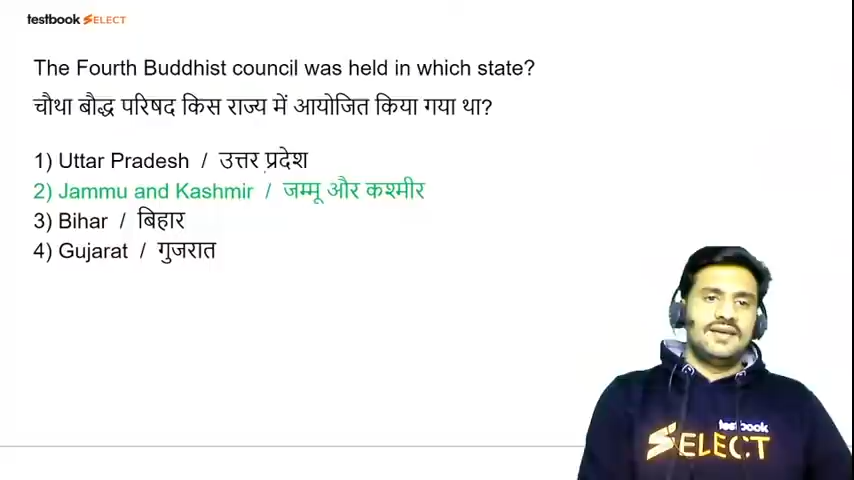 testbook SELECT
The Fourth Buddhist council was held in which state?
चौथा बौद्ध परिषद किस राज्य में आयोजित किया गया था?
1) Uttar Pradesh / उत्तर प्रदेश
2) Jammu and Kashmir / जम्मू और कश्मीर
3) Bihar / बिहार
4) Gujarat / गुजरात
testbook
SELECT